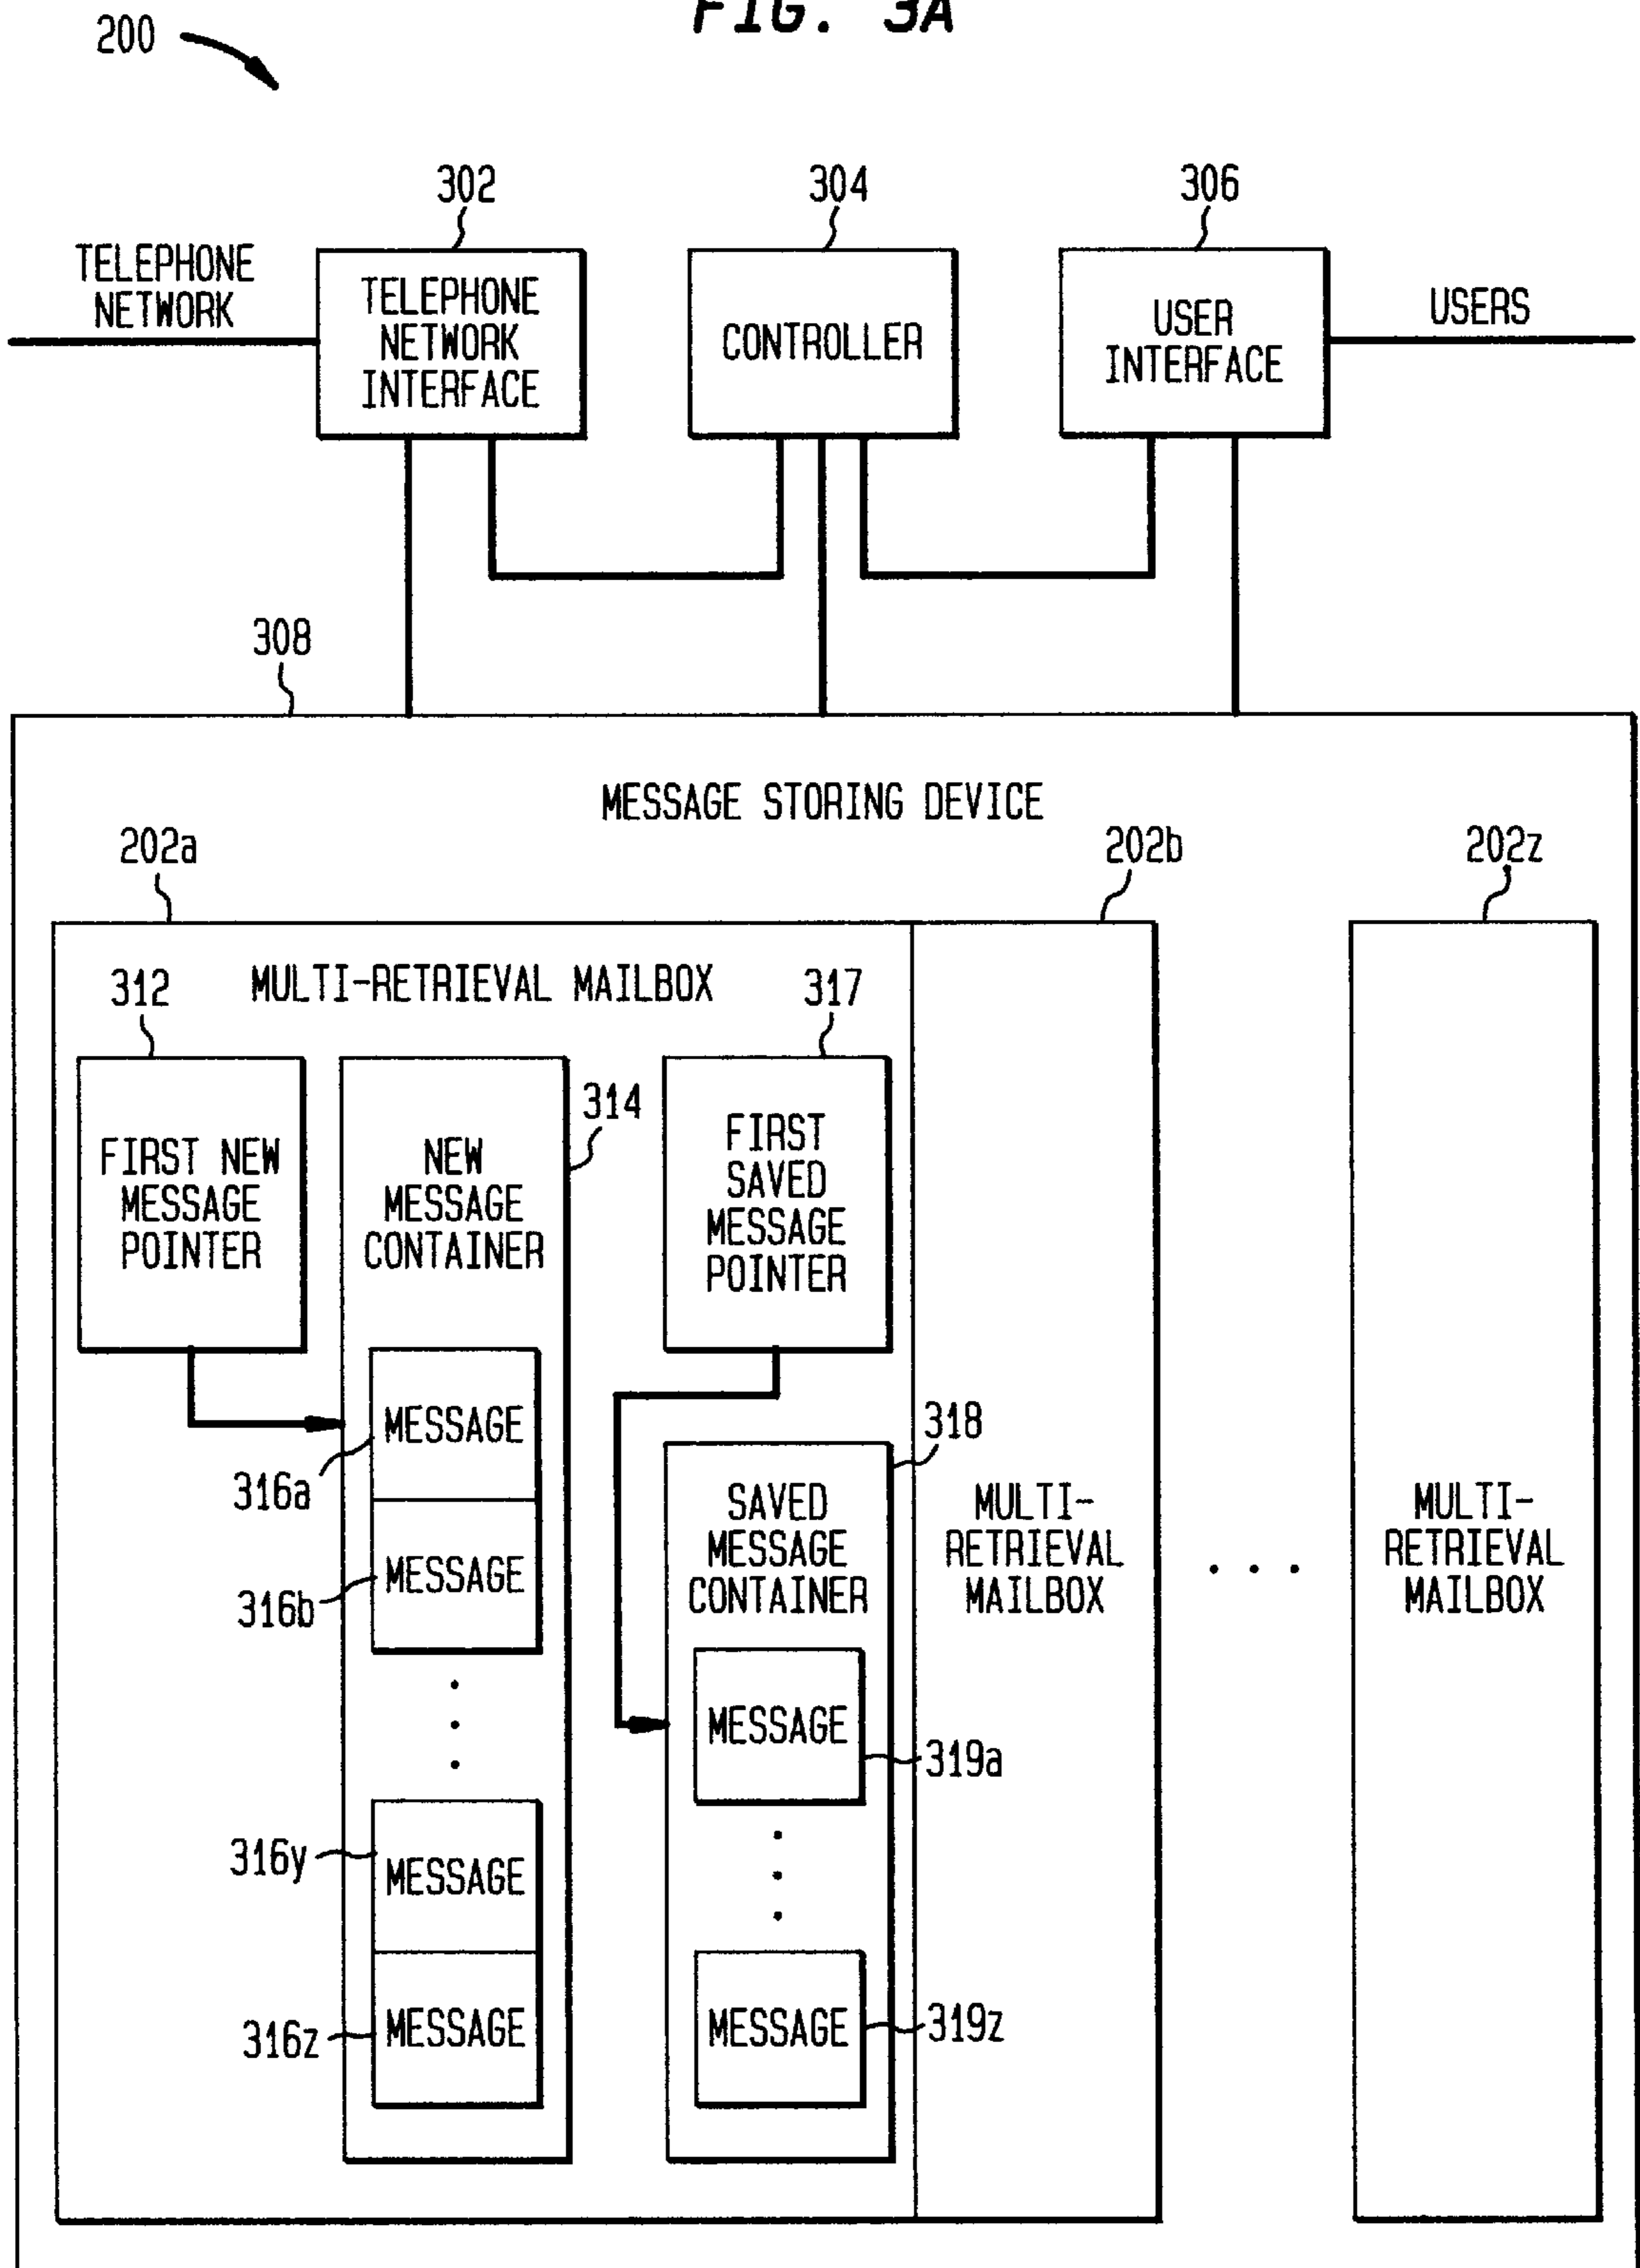 FIG. 3A
200
302
304
306
TELEPHONE
NETWORK
TELEPHONE
NETWORK
INTERFACE
CONTROLLER
USER
INTERFACE
USERS
308
MESSAGE STORING DEVICE
202a
202b
202z
MULTI-RETRIEVAL MAILBOX
312
317
314
FIRST NEW
MESSAGE
POINTER
NEW
MESSAGE
CONTAINER
FIRST
SAVED
MESSAGE
POINTER
MESSAGE
316a
MESSAGE
316b
318
SAVED
MESSAGE
CONTAINER
MULTI-
RETRIEVAL
MAILBOX
. . .
MULTI-
RETRIEVAL
MAILBOX
MESSAGE
319a
316y
MESSAGE
316z
MESSAGE
MESSAGE
319z